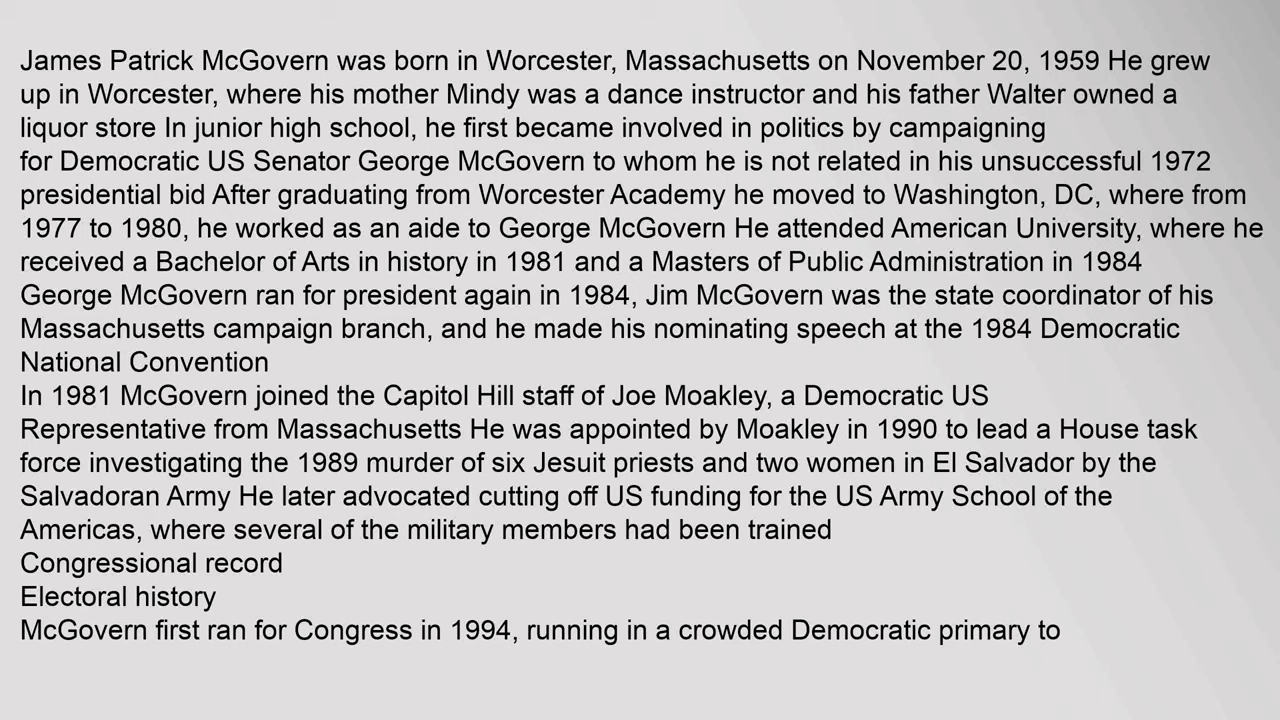 James Patrick McGovern was born in Worcester, Massachusetts on November 20, 1959 He grew
up in Worcester, where his mother Mindy was a dance instructor and his father Walter owned a
liquor store In junior high school, he first became involved in politics by campaigning
for Democratic US Senator George McGovern to whom he is not related in his unsuccessful 1972
presidential bid After graduating from Worcester Academy he moved to Washington, DC, where from
1977 to 1980, he worked as an aide to George McGovern He attended American University, where he
received a Bachelor of Arts in history in 1981 and a Masters of Public Administration in 1984
George McGovern ran for president again in 1984, Jim McGovern was the state coordinator of his
Massachusetts campaign branch, and he made his nominating speech at the 1984 Democratic
National Convention
In 1981 McGovern joined the Capitol Hill staff of Joe Moakley, a Democratic US
Representative from Massachusetts He was appointed by Moakley in 1990 to lead a House task
force investigating the 1989 murder of six Jesuit priests and two women in El Salvador by the
Salvadoran Army He later advocated cutting off US funding for the US Army School of the
Americas, where several of the military members had been trained
Congressional record
Electoral history
McGovern first ran for Congress in 1994, running in a crowded Democratic primary to